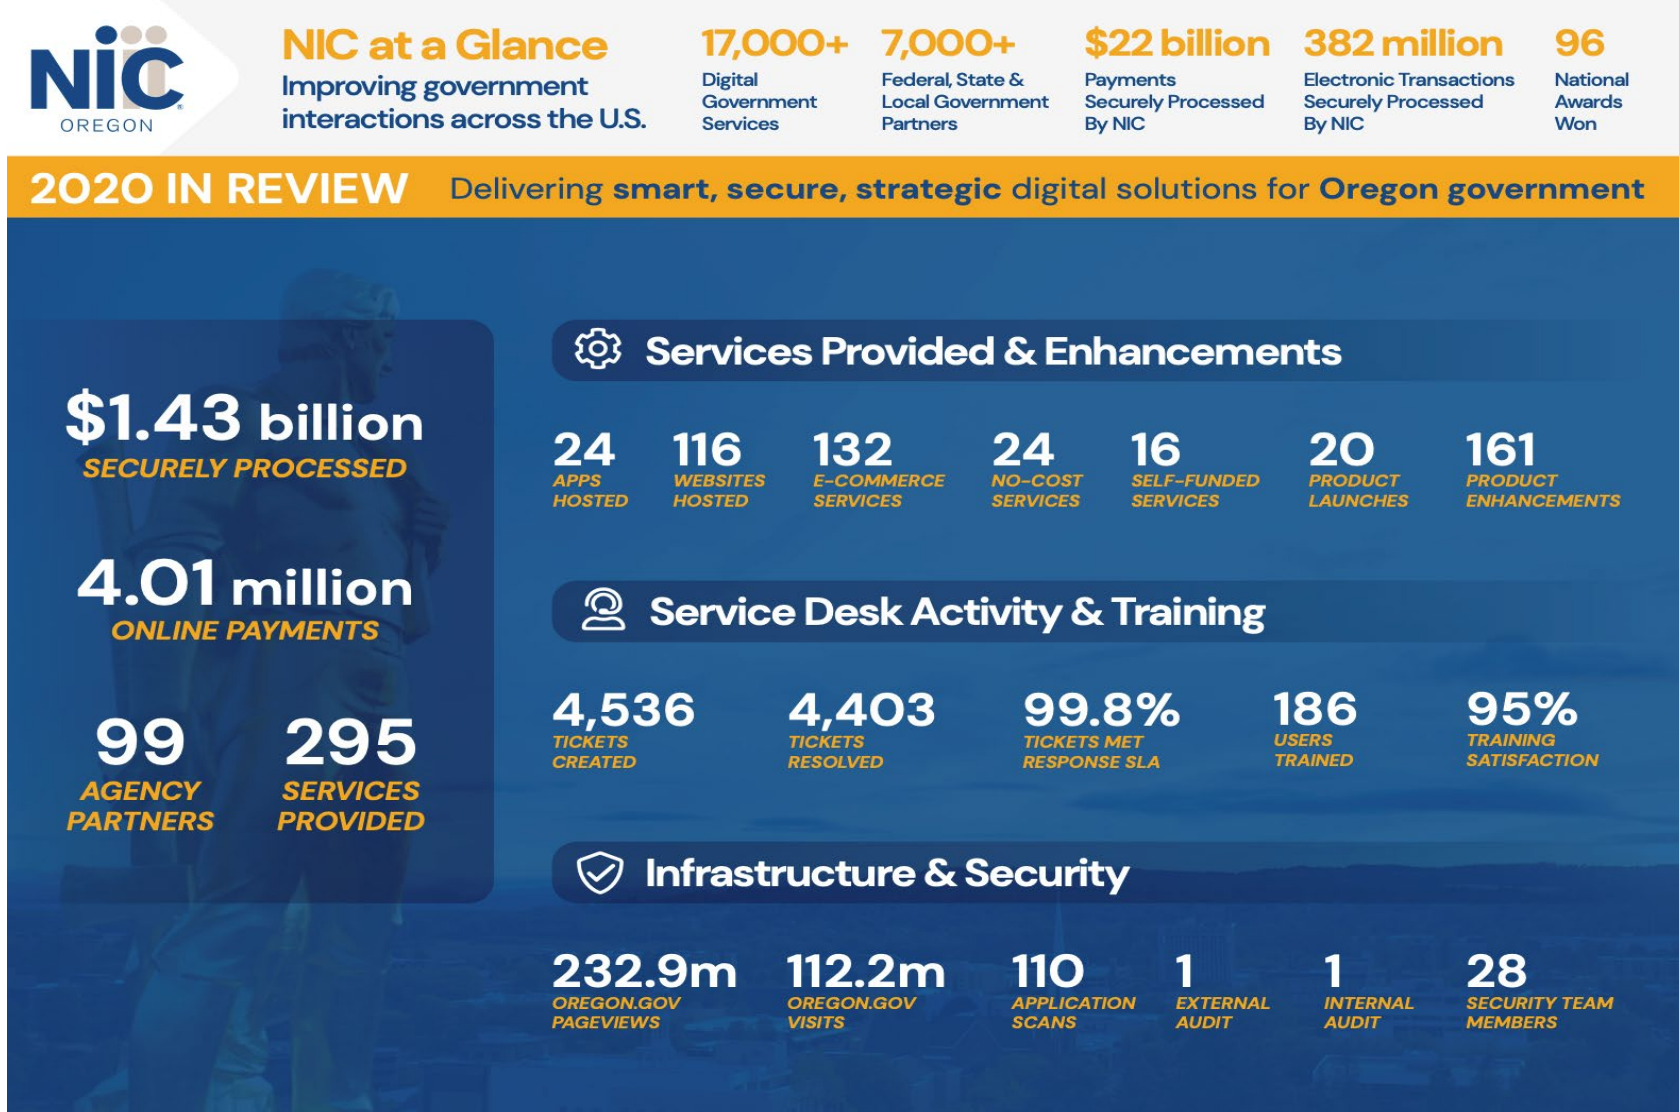 NiC
OREGON
NIC at a Glance
Improving government
interactions across the U.S.
17,000+
Digital
Government
Services
7,000+
Federal, State &
Local Government
Partners
$22 billion
Payments
Securely Processed
By NIC
382 million
Electronic Transactions
Securely Processed
By NIC
96
National
Awards
Won
2020 IN REVIEW
Delivering smart, secure, strategic digital solutions for Oregon government
$1.43 billion
SECURELY PROCESSED
4.01 million
ONLINE PAYMENTS
99
AGENCY
PARTNERS
295
SERVICES
PROVIDED
Services Provided & Enhancements
24
APPS
HOSTED
116
WEBSITES
HOSTED
132
E-COMMERCE
SERVICES
24
NO-COST
SERVICES
16
SELF-FUNDED
SERVICES
20
PRODUCT
LAUNCHES
161
PRODUCT
ENHANCEMENTS
Service Desk Activity & Training
4,536
TICKETS
CREATED
4,403
TICKETS
RESOLVED
99.8%
TICKETS MET
RESPONSE SLA
186
USERS
TRAINED
95%
TRAINING
SATISFACTION
Infrastructure & Security
232.9m
OREGON.GOV
PAGEVIEWS
112.2m
OREGON.GOV
VISITS
110
APPLICATION
SCANS
1
EXTERNAL
AUDIT
1
INTERNAL
AUDIT
28
SECURITY TEAM
MEMBERS